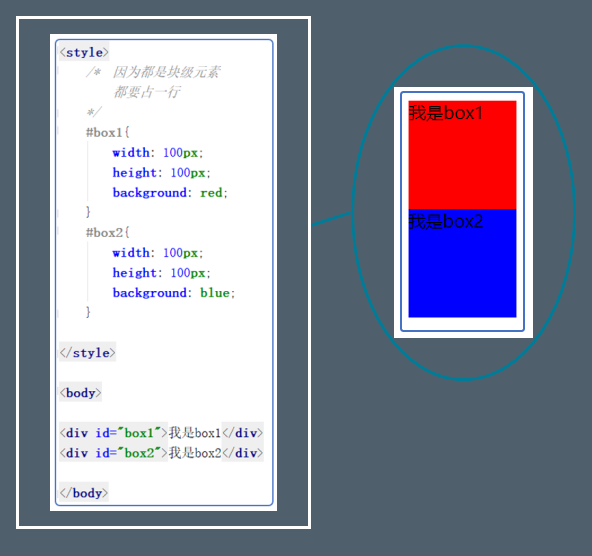 <style>
/* 因为都是块级元素
都要占一行
*/
#box1{
width: 100px;
height: 100px;
background: red;
}
#box2{
width: 100px;
height: 100px;
background: blue;
}
</style>
<body>
<div id="box1">我是box1</div>
<div id="box2">我是box2</div>
</body>
我是box1
我是box2